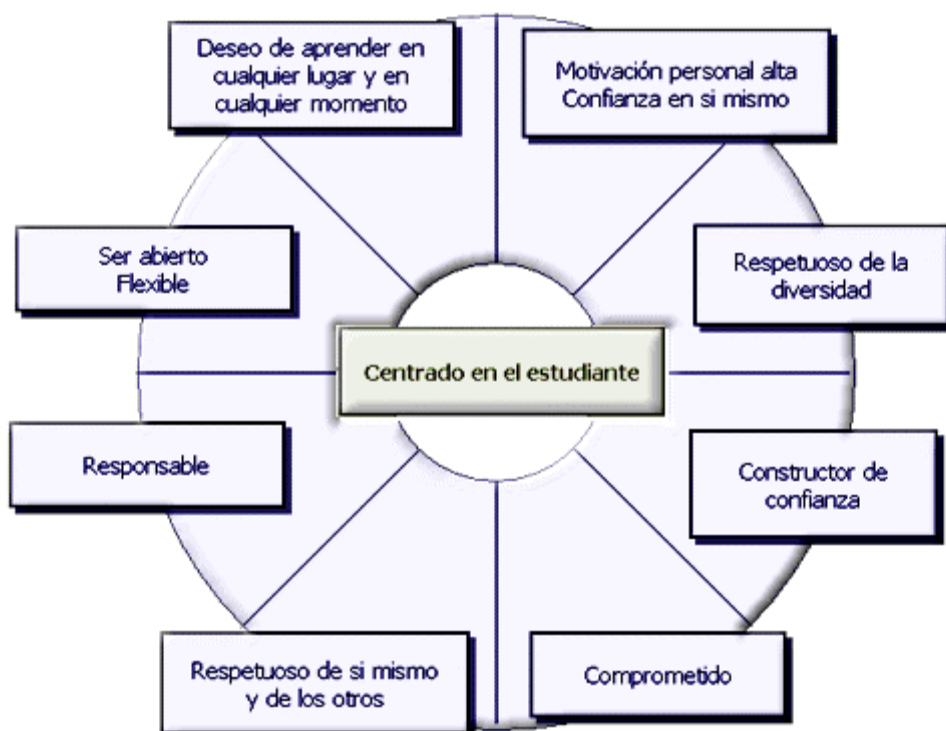 Deseo de aprender en
cualquier lugar y en
cualquier momento
Motivación personal alta
Confianza en si mismo
Ser abierto
Flexible
Respetuoso de la
diversidad
Centrado en el estudiante
Responsable
Constructor de
confianza
Respetuoso de si mismo
y de los otros
Comprometido